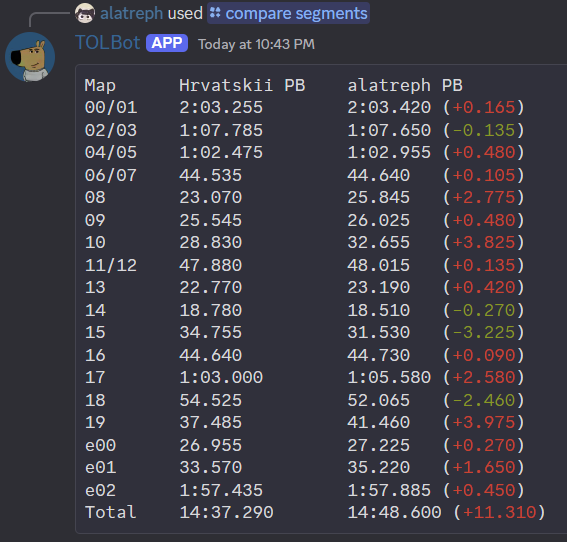 alatreph used compare segments
TOLBot APP Today at 10:43 PM
Map Hrvatskii PB alatreph PB
00/01 2:03.255 2:03.420 (+0.165)
02/03 1:07.785 1:07.650 (-0.135)
04/05 1:02.475 1:02.955 (+0.480)
06/07 44.535 44.640 (+0.105)
08 23.070 25.845 (+2.775)
09 25.545 26.025 (+0.480)
10 28.830 32.655 (+3.825)
11/12 47.880 48.015 (+0.135)
13 22.770 23.190 (+0.420)
14 18.780 18.510 (-0.270)
15 34.755 31.530 (-3.225)
16 44.640 44.730 (+0.090)
17 1:03.000 1:05.580 (+2.580)
18 54.525 52.065 (-2.460)
19 37.485 41.460 (+3.975)
e00 26.955 27.225 (+0.270)
e01 33.570 35.220 (+1.650)
e02 1:57.435 1:57.885 (+0.450)
Total 14:37.290 14:48.600 (+11.310)